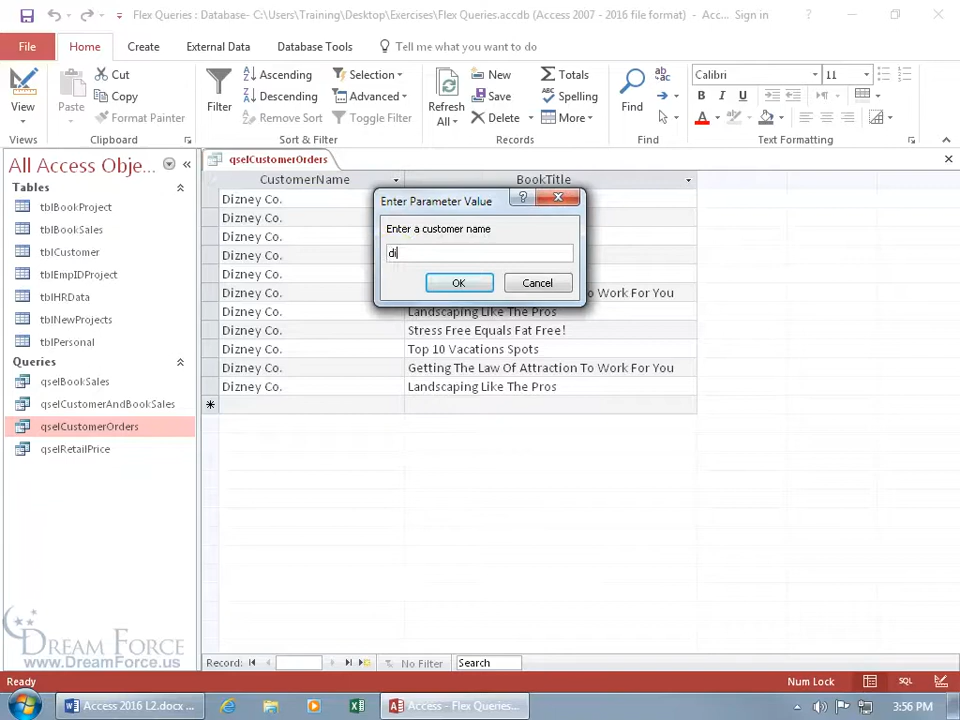 Flex Queries : Database- C:\Users\Training\Desktop\Exercises\Flex Queries.accdb (Access 2007 - 2016 file format) - Acc... Sign in
File Home Create External Data Database Tools Tell me what you want to do
View
Views
Paste
Cut
Copy
Format Painter
Clipboard
Filter
Ascending
Descending
Remove Sort
Selection
Advanced
Toggle Filter
Sort & Filter
Refresh All
New
Save
Delete
Totals
Spelling
More
Records
Find
Find
Calibri 11
B I U
A
Text Formatting
All Access Obje...
Tables
tblBookProject
tblBookSales
tblCustomer
tblEmpIDProject
tblHRData
tblNewProjects
tblPersonal
Queries
qselBookSales
qselCustomerAndBookSales
qselCustomerOrders
qselRetailPrice
qselCustomerOrders
CustomerName BookTitle
Dizney Co.
Dizney Co.
Dizney Co.
Dizney Co.
Dizney Co.
Dizney Co. To Work For You
Dizney Co. Landscaping Like The Pros
Dizney Co. Stress Free Equals Fat Free!
Dizney Co. Top 10 Vacations Spots
Dizney Co. Getting The Law Of Attraction To Work For You
Dizney Co. Landscaping Like The Pros
Enter Parameter Value
Enter a customer name
di
OK Cancel
DREAM FORCE
www.DreamForce.us
Record: No Filter Search
Ready Num Lock SQL
Access 2016 L2.docx ... Access - Flex Queries... 3:56 PM